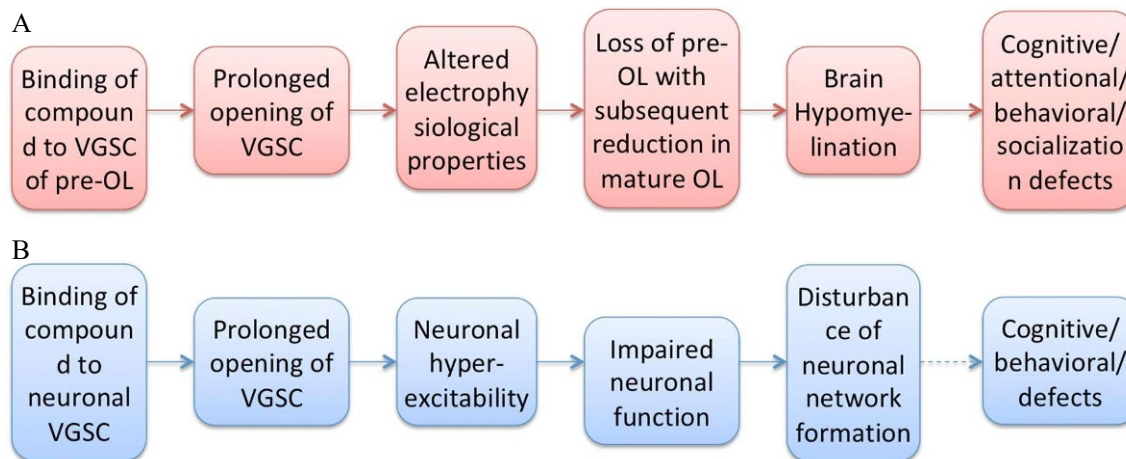 A
Binding of
compoun
d to VGSC
of pre-OL
Prolonged
opening of
VGSC
Altered
electrophy
siological
properties
Loss of pre-
OL with
subsequent
reduction in
mature OL
Brain
Hypomye-
lination
Cognitive/
attentional/
behavioral/
socializatio
n defects
B
Binding of
compoun
d to
neuronal
VGSC
Prolonged
opening of
VGSC
Neuronal
hyper-
excitability
Impaired
neuronal
function
Disturban
ce of
neuronal
network
formation
Cognitive/
behavioral/
defects